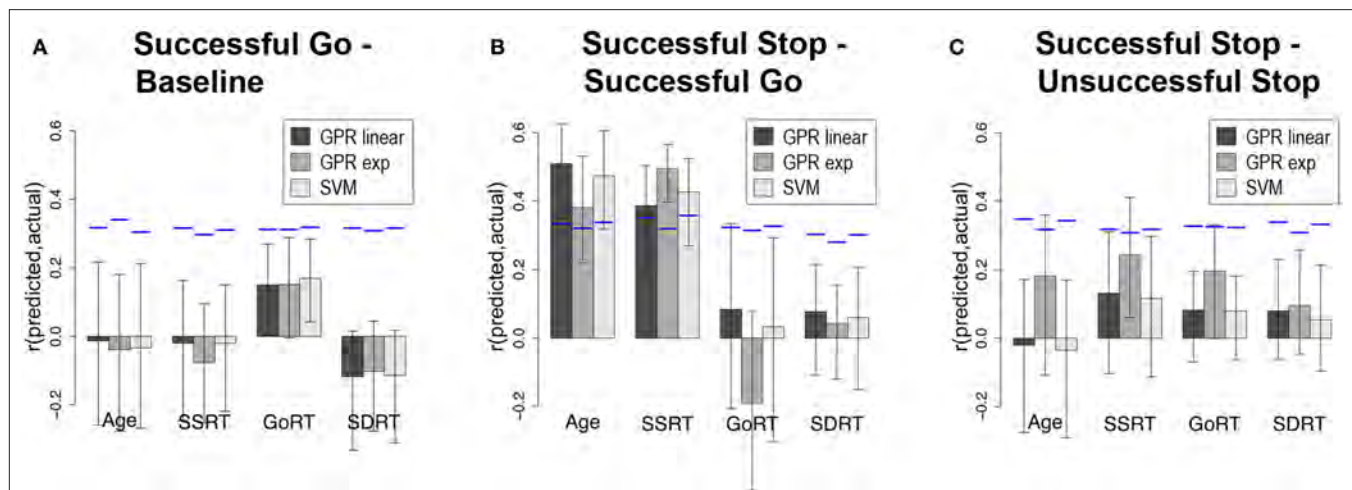 A Successful Go -
Baseline
r(predicted,actual)
0.6
0.4
0.2
0.0
−0.2
GPR linear
GPR exp
SVM
Age SSRT GoRT SDRT
B Successful Stop -
Successful Go
r(predicted,actual)
0.6
0.4
0.2
0.0
−0.2
GPR linear
GPR exp
SVM
Age SSRT GoRT SDRT
C Successful Stop -
Unsuccessful Stop
r(predicted,actual)
0.6
0.4
0.2
0.0
−0.2
GPR linear
GPR exp
SVM
Age SSRT GoRT SDRT